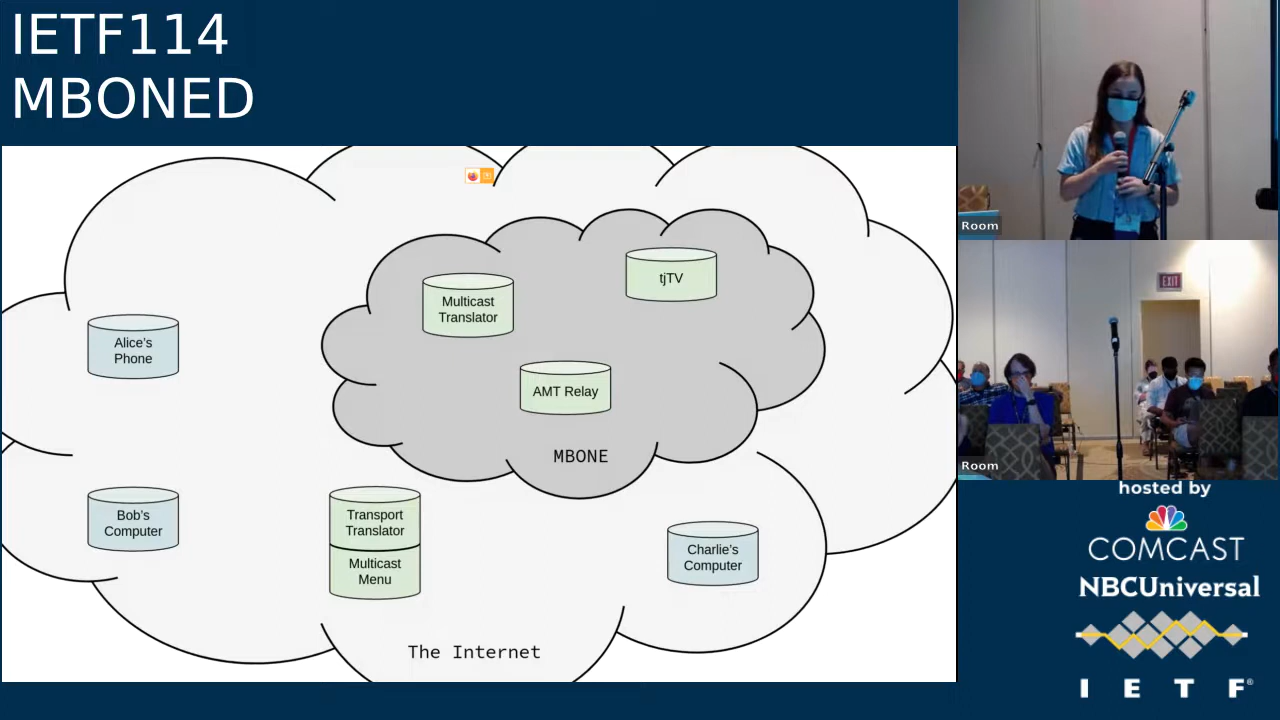 IETF114
MBONED
tjTV
Multicast
Translator
Alice's
Phone
AMT Relay
MBONE
Bob's
Computer
Transport
Translator
Multicast
Menu
Charlie's
Computer
The Internet
Room
EXIT
Room
hosted by
COMCAST
NBCUniversal
I E T F®